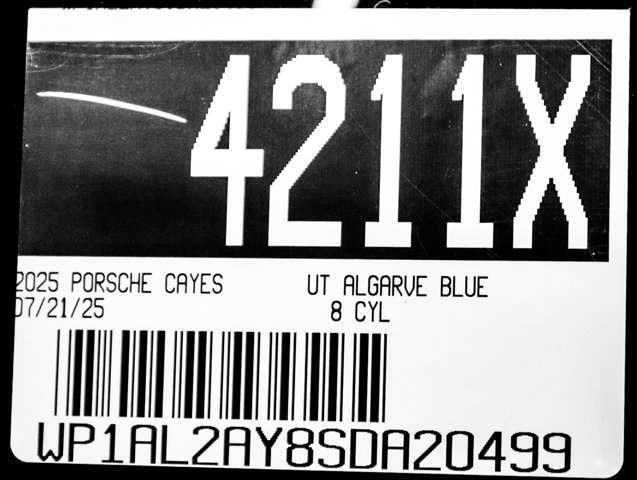 4211X
2025 PORSCHE CAYES UT ALGARVE BLUE
07/21/25 8 CYL
WP1AL2AY8SDA20499